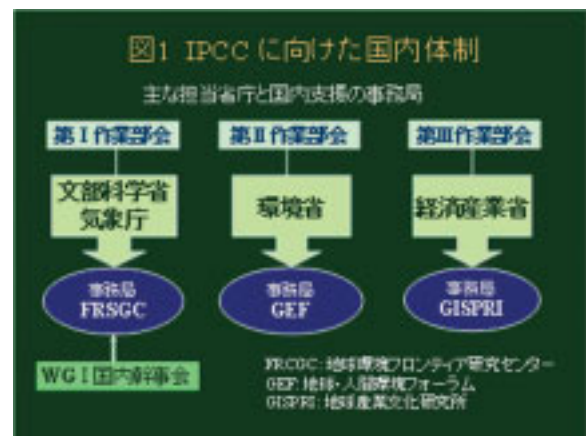 図1 IPCC に向けた国内体制
主な担当省庁と国内支援の事務局
第Ⅰ作業部会 第Ⅱ作業部会 第Ⅲ作業部会
文部科学省
気象庁
環境省
経済産業省
事務局
FRSGC
事務局
GEF
事務局
GISPRI
WGⅠ国内幹事会
FRCGC:地球環境フロンティア研究センター
GEF:地球・人間環境フォーラム
GISPRI:地球産業文化研究所